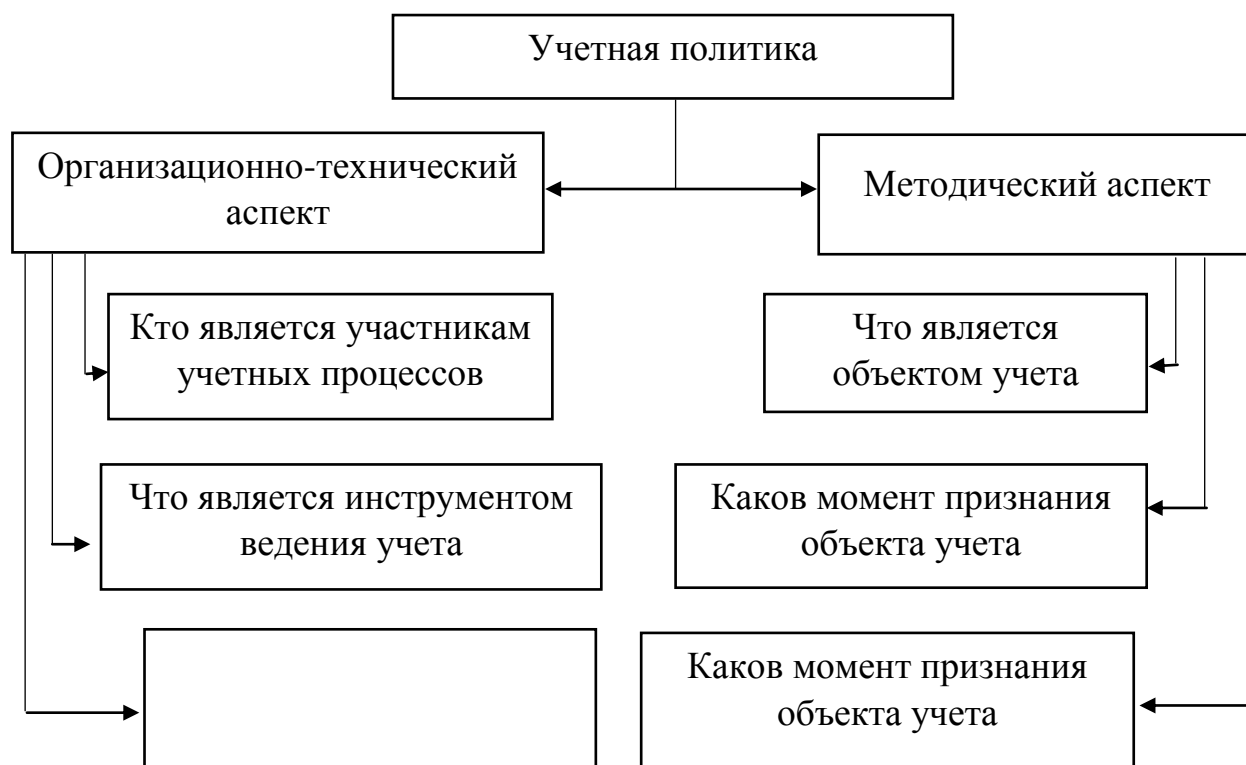 Учетная политика
Организационно-технический
аспект
Методический аспект
Кто является участникам
учетных процессов
Что является
объектом учета
Что является инструментом
ведения учета
Каков момент признания
объекта учета
Каков момент признания
объекта учета